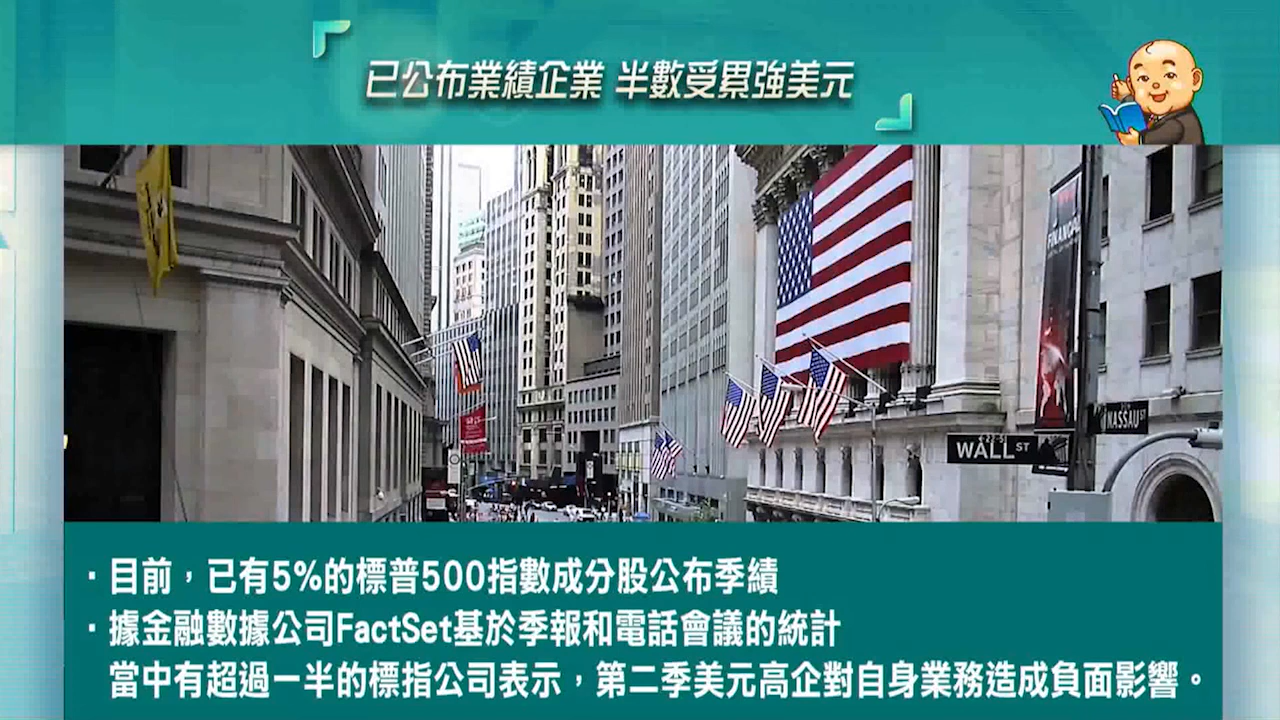 已公布業績企業 半數受累強美元
FINANCIAL
WALL ST
NASSAU ST
·目前，已有5%的標普500指數成分股公布季績
·據金融數據公司FactSet基於季報和電話會議的統計
當中有超過一半的標指公司表示，第二季美元高企對自身業務造成負面影響。